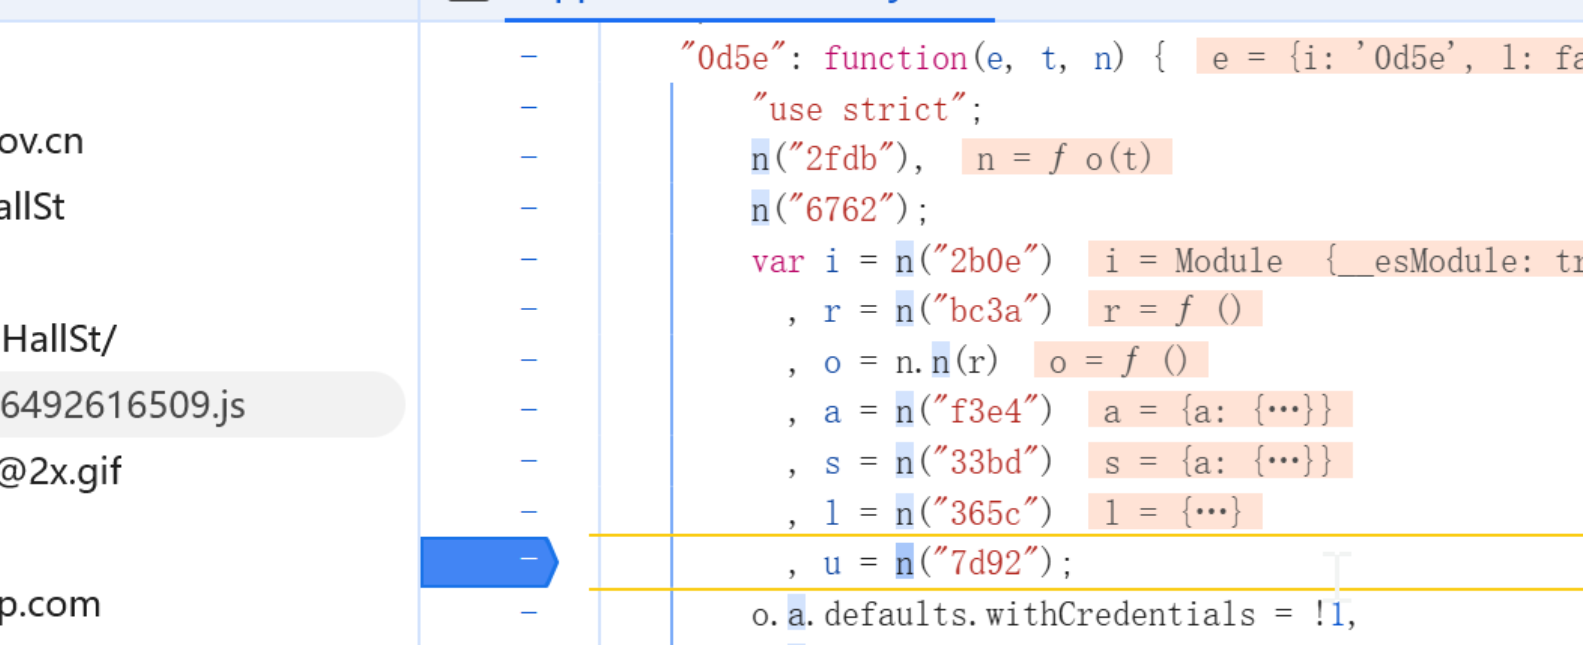 ov.cn
allSt
HallSt/
6492616509.js
@2x.gif
p.com
"0d5e": function(e, t, n) { e = {i: '0d5e', l: fa
"use strict";
n("2fdb"), n = ƒ o(t)
n("6762");
var i = n("2b0e") i = Module {__esModule: tr
, r = n("bc3a") r = ƒ ()
, o = n.n(r) o = ƒ ()
, a = n("f3e4") a = {a: {…}}
, s = n("33bd") s = {a: {…}}
, l = n("365c") l = {…}
, u = n("7d92");
o.a.defaults.withCredentials = !1,